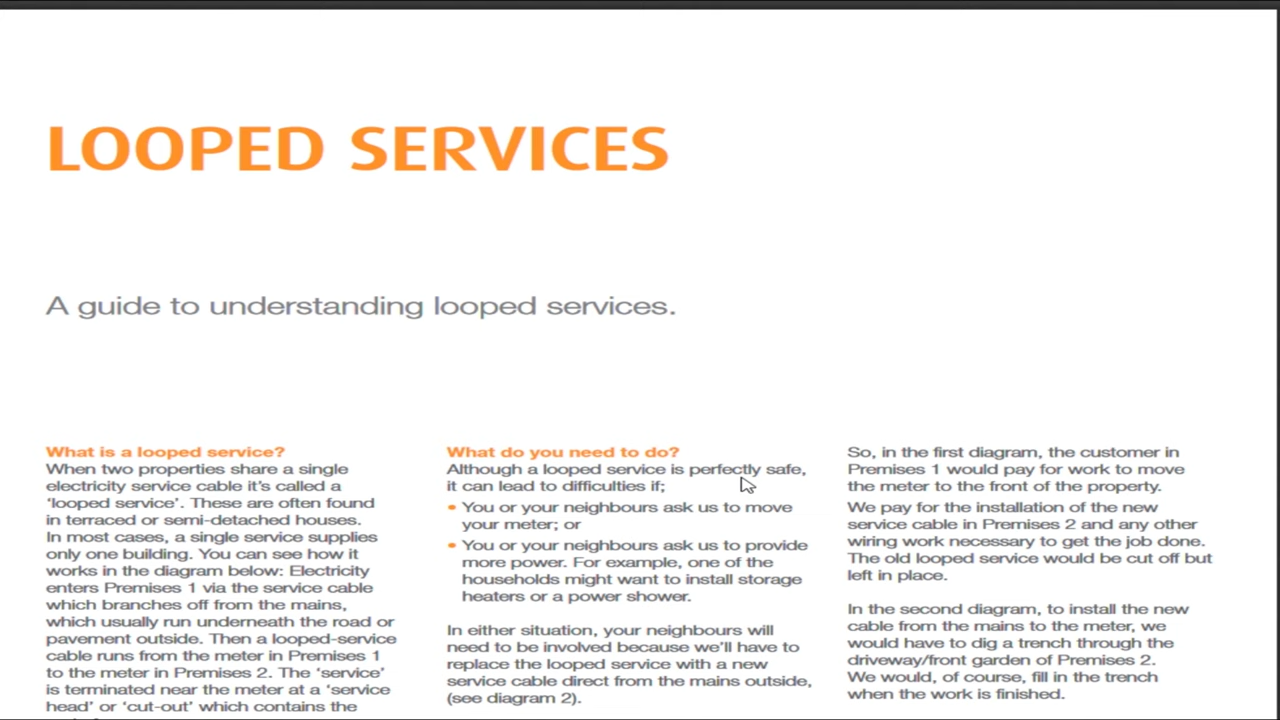 LOOPED SERVICES
A guide to understanding looped services.
What is a looped service?
When two properties share a single
electricity service cable it's called a
'looped service'. These are often found
in terraced or semi-detached houses.
In most cases, a single service supplies
only one building. You can see how it
works in the diagram below: Electricity
enters Premises 1 via the service cable
which branches off from the mains,
which usually run underneath the road or
pavement outside. Then a looped-service
cable runs from the meter in Premises 1
to the meter in Premises 2. The 'service'
is terminated near the meter at a 'service
head' or 'cut-out' which contains the
What do you need to do?
Although a looped service is perfectly safe,
it can lead to difficulties if;
• You or your neighbours ask us to move
your meter; or
• You or your neighbours ask us to provide
more power. For example, one of the
households might want to install storage
heaters or a power shower.
In either situation, your neighbours will
need to be involved because we'll have to
replace the looped service with a new
service cable direct from the mains outside,
(see diagram 2).
So, in the first diagram, the customer in
Premises 1 would pay for work to move
the meter to the front of the property.
We pay for the installation of the new
service cable in Premises 2 and any other
wiring work necessary to get the job done.
The old looped service would be cut off but
left in place.
In the second diagram, to install the new
cable from the mains to the meter, we
would have to dig a trench through the
driveway/front garden of Premises 2.
We would, of course, fill in the trench
when the work is finished.